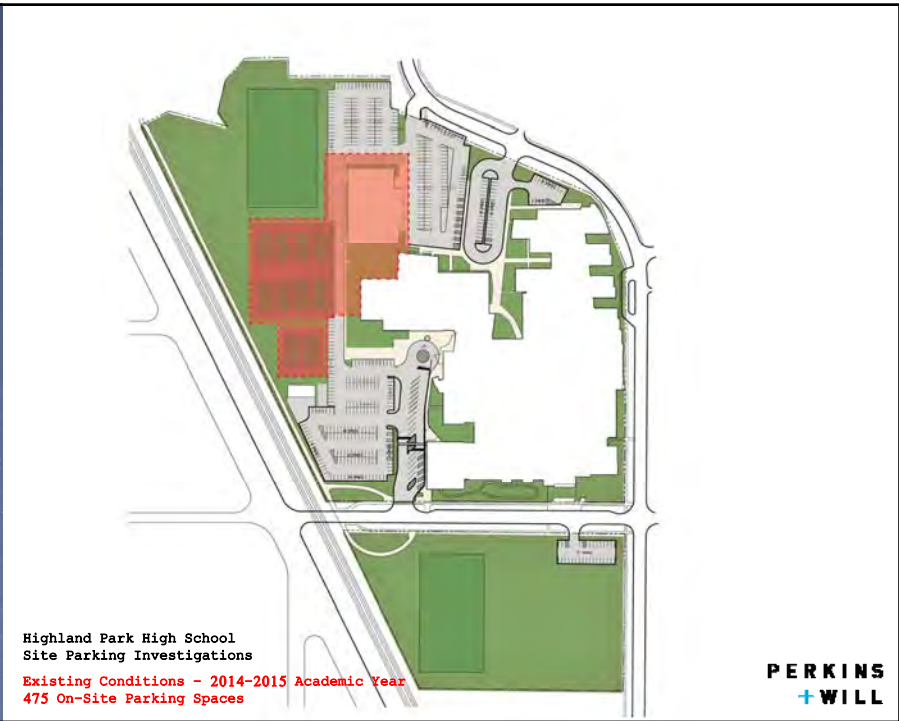 Highland Park High School
Site Parking Investigations
Existing Conditions - 2014-2015 Academic Year
475 On-Site Parking Spaces
PERKINS
+ WILL